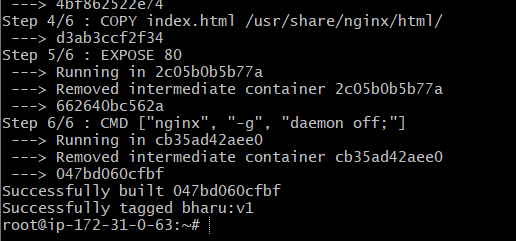 ---> 4bf862522e74
Step 4/6 : COPY index.html /usr/share/nginx/html/
---> d3ab3ccf2f34
Step 5/6 : EXPOSE 80
---> Running in 2c05b0b5b77a
---> Removed intermediate container 2c05b0b5b77a
---> 662640bc562a
Step 6/6 : CMD ["nginx", "-g", "daemon off;"]
---> Running in cb35ad42aee0
---> Removed intermediate container cb35ad42aee0
---> 047bd060cfbf
Successfully built 047bd060cfbf
Successfully tagged bharu:v1
root@ip-172-31-0-63:~#